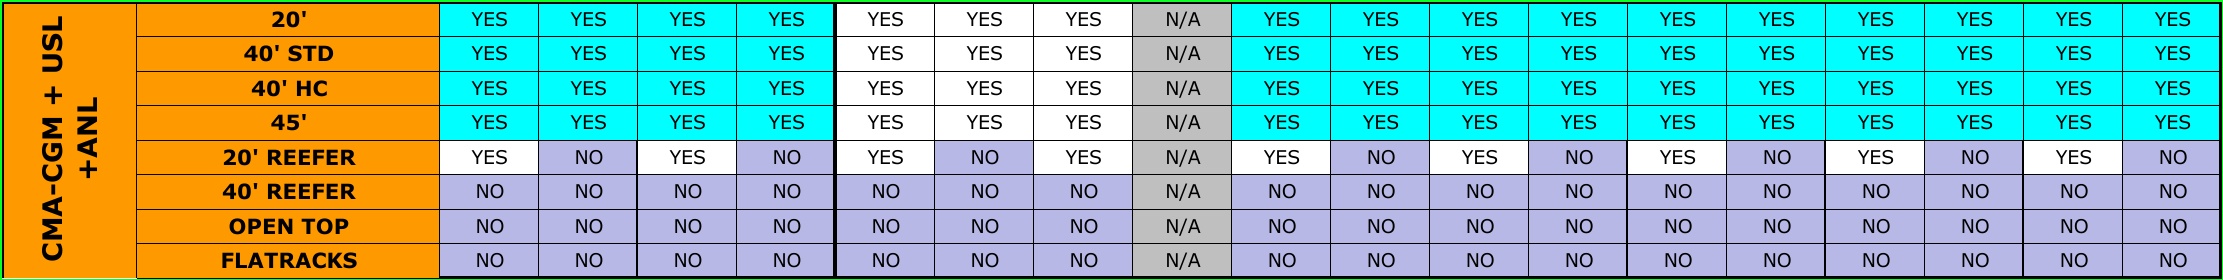 CMA-CGM + USL
+ANL
20' YES YES YES YES YES YES YES N/A YES YES YES YES YES YES YES YES YES YES
40' STD YES YES YES YES YES YES YES N/A YES YES YES YES YES YES YES YES YES YES
40' HC YES YES YES YES YES YES YES N/A YES YES YES YES YES YES YES YES YES YES
45' YES YES YES YES YES YES YES N/A YES YES YES YES YES YES YES YES YES YES
20' REEFER YES NO YES NO YES NO YES N/A YES NO YES NO YES NO YES NO YES NO
40' REEFER NO NO NO NO NO NO NO N/A NO NO NO NO NO NO NO NO NO NO
OPEN TOP NO NO NO NO NO NO NO N/A NO NO NO NO NO NO NO NO NO NO
FLATRACKS NO NO NO NO NO NO NO N/A NO NO NO NO NO NO NO NO NO NO